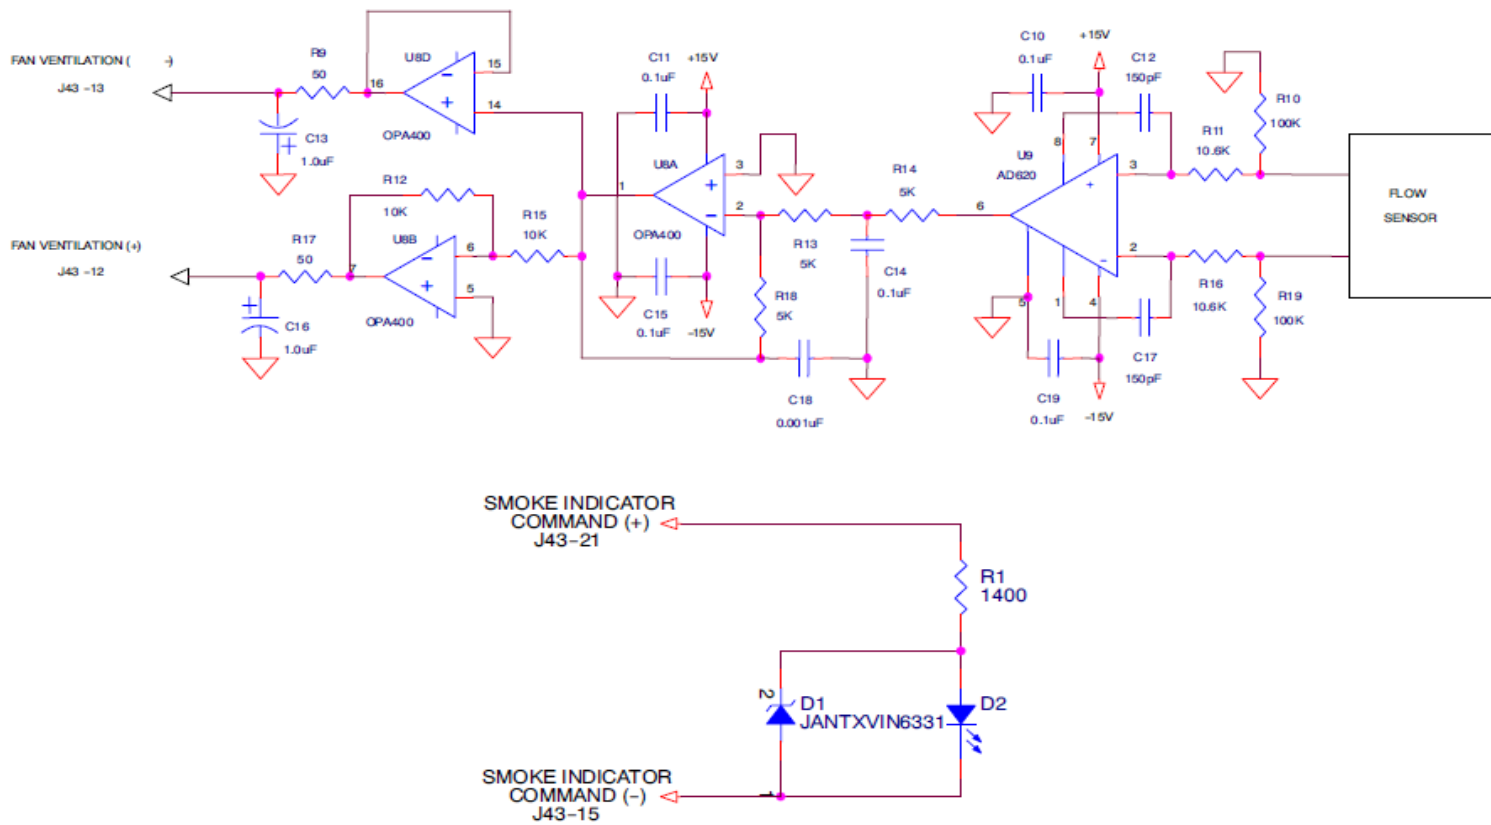 FAN VENTILATION ( -)
J43 -13
R9
50
16
U8D
15
14
OPA400
C13
1.0uF
R12
10K
FAN VENTILATION (+)
J43 -12
R17
50
7
U8B
6
5
OPA400
C16
1.0uF
R15
10K
C11
0.1uF
+15V
U8A
1
3
2
OPA400
C15
0.1uF
-15V
R13
5K
R14
5K
R18
5K
C14
0.1uF
C18
0.001uF
C10
0.1uF
+15V
C12
150pF
U9
AD620
8
7
3
6
2
5
1
4
R11
10.6K
R10
100K
R16
10.6K
R19
100K
C17
150pF
C19
0.1uF
-15V
FLOW
SENSOR
SMOKE INDICATOR
COMMAND (+)
J43-21
R1
1400
2
D1
JANTXVIN6331
D2
SMOKE INDICATOR
COMMAND (-)
1
J43-15